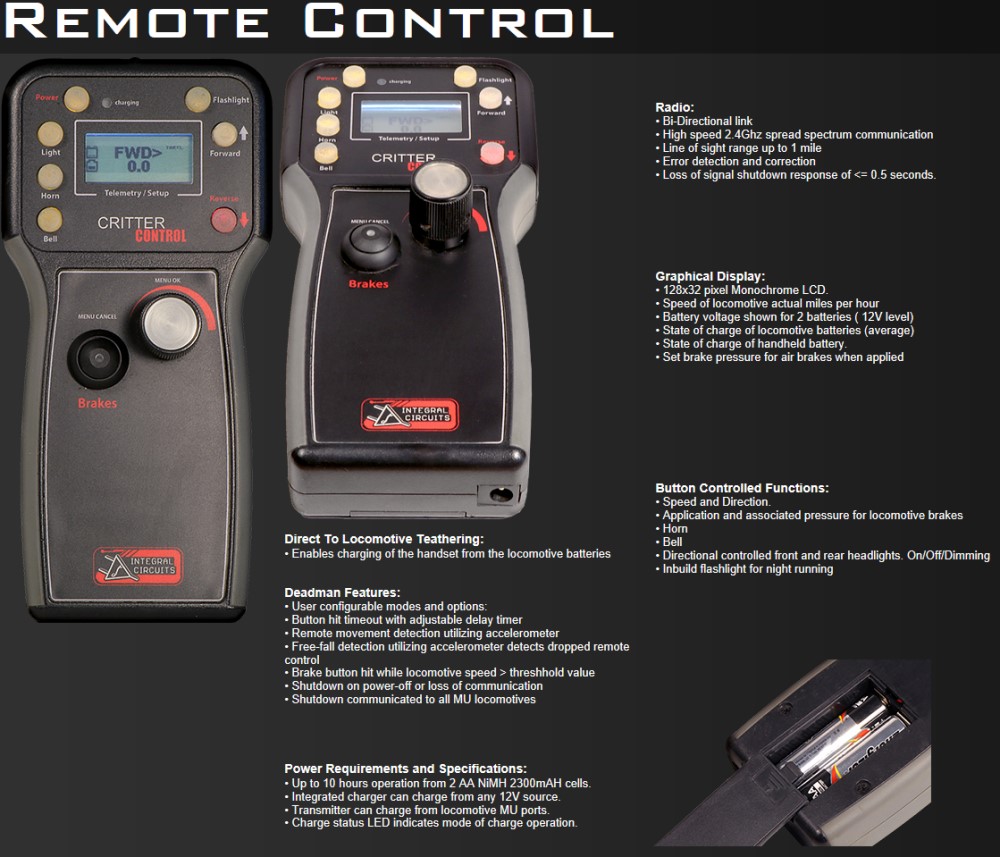 REMOTE CONTROL
Power
charging
Flashlight
Light
Forward
FWD>
0.0
Horn
Telemetry / Setup
Reverse
Bell
CRITTER
CONTROL
MENU OK
MENU CANCEL
Brakes
INTEGRAL
CIRCUITS
Power
charging
Flashlight
Light
Forward
FWD>
0.0
Horn
Telemetry / Setup
Reverse
Bell
CRITTER
MENU CANCEL
Brakes
INTEGRAL
CIRCUITS
Direct To Locomotive Teathering:
• Enables charging of the handset from the locomotive batteries
Deadman Features:
• User configurable modes and options:
• Button hit timeout with adjustable delay timer
• Remote movement detection utilizing accelerometer
• Free-fall detection utilizing accelerometer detects dropped remote
control
• Brake button hit while locomotive speed > threshhold value
• Shutdown on power-off or loss of communication
• Shutdown communicated to all MU locomotives
Power Requirements and Specifications:
• Up to 10 hours operation from 2 AA NiMH 2300mAH cells.
• Integrated charger can charge from any 12V source.
• Transmitter can charge from locomotive MU ports.
• Charge status LED indicates mode of charge operation.
Radio:
• Bi-Directional link
• High speed 2.4Ghz spread spectrum communication
• Line of sight range up to 1 mile
• Error detection and correction
• Loss of signal shutdown response of <= 0.5 seconds.
Graphical Display:
• 128x32 pixel Monochrome LCD.
• Speed of locomotive actual miles per hour
• Battery voltage shown for 2 batteries ( 12V level)
• State of charge of locomotive batteries (average)
• State of charge of handheld battery.
• Set brake pressure for air brakes when applied
Button Controlled Functions:
• Speed and Direction.
• Application and associated pressure for locomotive brakes
• Horn
• Bell
• Directional controlled front and rear headlights. On/Off/Dimming
• Inbuild flashlight for night running